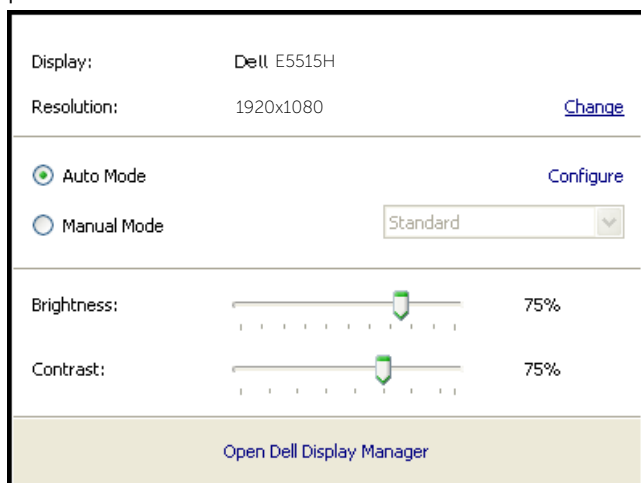 Display: Dell E5515H
Resolution: 1920x1080 Change
Auto Mode Configure
Manual Mode Standard
Brightness: 75%
Contrast: 75%
Open Dell Display Manager